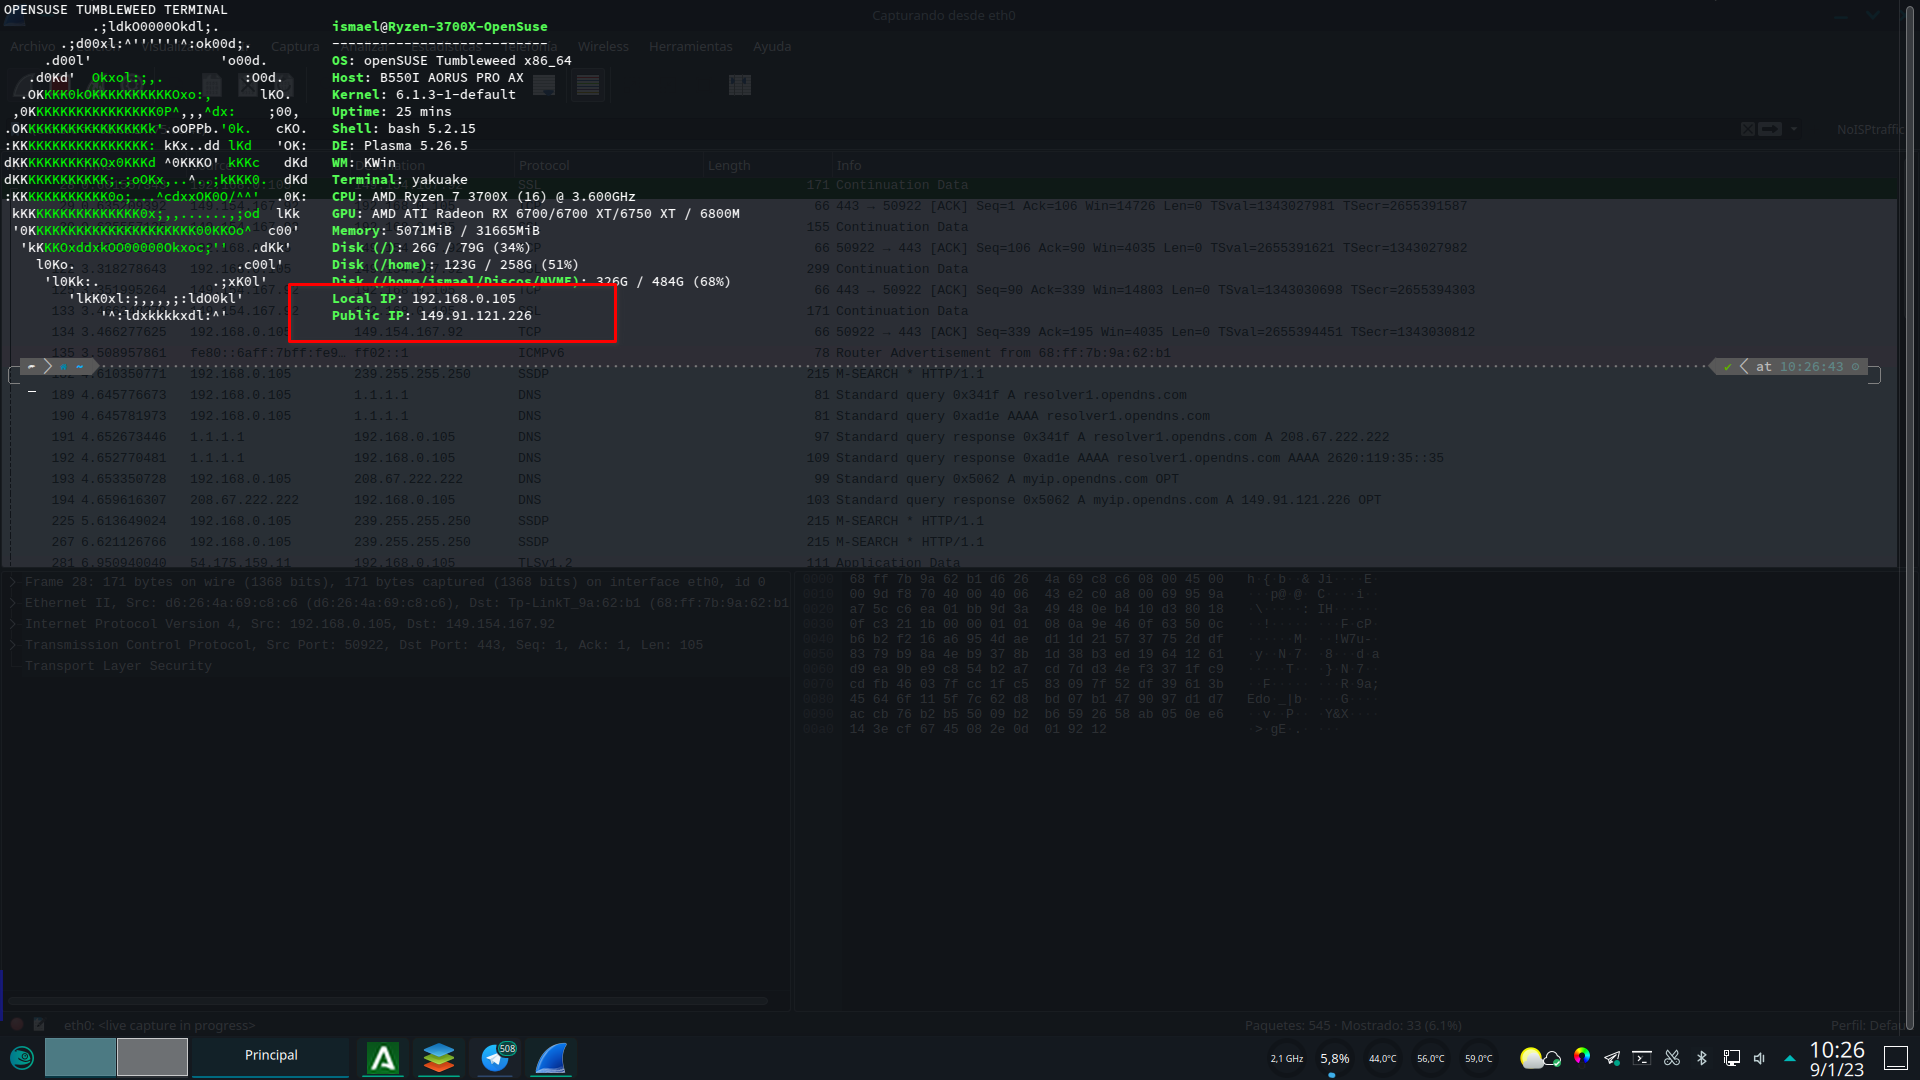 OPENSUSE TUMBLEWEED TERMINAL
Capturando desde eth0
ismael@Ryzen-3700X-OpenSuse
---------------------------
Archivo Captura Wireless Herramientas Ayuda
OS: openSUSE Tumbleweed x86_64
Host: B550I AORUS PRO AX
Kernel: 6.1.3-1-default
Uptime: 25 mins
Shell: bash 5.2.15
NoISPtraffic
DE: Plasma 5.26.5
WM: KWin
Protocol Length Info
Terminal: yakuake
171 Continuation Data
CPU: AMD Ryzen 7 3700X (16) @ 3.600GHz
66 443 → 50922 [ACK] Seq=1 Ack=106 Win=14726 Len=0 TSval=1343027981 TSecr=2655391587
GPU: AMD ATI Radeon RX 6700/6700 XT/6750 XT / 6800M
155 Continuation Data
Memory: 5071MiB / 31665MiB
Disk (/): 26G / 79G (34%)
66 50922 → 443 [ACK] Seq=106 Ack=90 Win=4035 Len=0 TSval=2655391621 TSecr=1343027982
Disk (/home): 123G / 258G (51%)
299 Continuation Data
Disk (/home/ismael/Discos/NVME): 326G / 484G (68%)
66 443 → 50922 [ACK] Seq=90 Ack=339 Win=14803 Len=0 TSval=1343030698 TSecr=2655394303
Local IP: 192.168.0.105
171 Continuation Data
Public IP: 149.91.121.226
134 3.466277625 192.168.0.105 149.154.167.92 TCP 66 50922 → 443 [ACK] Seq=339 Ack=195 Win=4035 Len=0 TSval=2655394451 TSecr=1343030812
135 3.508957861 fe80::6aff:7bff:fe9… ff02::1 ICMPv6 78 Router Advertisement from 68:ff:7b:9a:62:b1
~ at 10:26:43
182 4.610350771 192.168.0.105 239.255.255.250 SSDP 215 M-SEARCH * HTTP/1.1
189 4.645776673 192.168.0.105 1.1.1.1 DNS 81 Standard query 0x341f A resolver1.opendns.com
190 4.645781973 192.168.0.105 1.1.1.1 DNS 81 Standard query 0xad1e AAAA resolver1.opendns.com
191 4.652673446 1.1.1.1 192.168.0.105 DNS 97 Standard query response 0x341f A resolver1.opendns.com A 208.67.222.222
192 4.652770481 1.1.1.1 192.168.0.105 DNS 109 Standard query response 0xad1e AAAA resolver1.opendns.com AAAA 2620:119:35::35
193 4.653350728 192.168.0.105 208.67.222.222 DNS 99 Standard query 0x5062 A myip.opendns.com OPT
194 4.659616307 208.67.222.222 192.168.0.105 DNS 103 Standard query response 0x5062 A myip.opendns.com A 149.91.121.226 OPT
225 5.613649024 192.168.0.105 239.255.255.250 SSDP 215 M-SEARCH * HTTP/1.1
267 6.621126766 192.168.0.105 239.255.255.250 SSDP 215 M-SEARCH * HTTP/1.1
281 6.950940040 54.175.159.11 192.168.0.105 TLSv1.2 111 Application Data
Frame 28: 171 bytes on wire (1368 bits), 171 bytes captured (1368 bits) on interface eth0, id 0
Ethernet II, Src: d6:26:4a:69:c8:c6 (d6:26:4a:69:c8:c6), Dst: Tp-LinkT_9a:62:b1 (68:ff:7b:9a:62:b1
Internet Protocol Version 4, Src: 192.168.0.105, Dst: 149.154.167.92
Transmission Control Protocol, Src Port: 50922, Dst Port: 443, Seq: 1, Ack: 1, Len: 105
Transport Layer Security
0000 68 ff 7b 9a 62 b1 d6 26 4a 69 c8 c6 08 00 45 00
0010 00 9d f8 70 40 00 40 06 43 e2 c0 a8 00 69 95 9a
0020 a7 5c c6 ea 01 bb 9d 3a 49 48 0e b4 10 d3 80 18
0030 0f c3 21 1b 00 00 01 01 08 0a 9e 46 0f 63 50 0c
0040 b6 b2 f2 16 a6 95 4d ae d1 1d 21 57 37 75 2d df
0050 83 79 b9 8a 4e b9 37 8b 1d 38 b3 ed 19 64 12 61
0060 d9 ea 9b e9 c8 54 b2 a7 cd 7d d3 4e f3 37 1f c9
0070 cd fb 46 03 7f cc 1f c5 83 09 7f 52 df 39 61 3b
0080 45 64 6f 11 5f 7c 62 d8 bd 07 b1 47 90 97 d1 d7
0090 ac cb 76 b2 b5 50 09 b2 b6 59 26 58 ab 05 0e e6
00a0 14 3e cf 67 45 08 2e 0d 01 92 12
eth0: <live capture in progress>
Paquetes: 545 · Mostrado: 33 (6.1%)
Perfil: Defau
Principal
508
2,1 GHz
5,8%
44,0°C
56,0°C
59,0°C
10:26
9/1/23